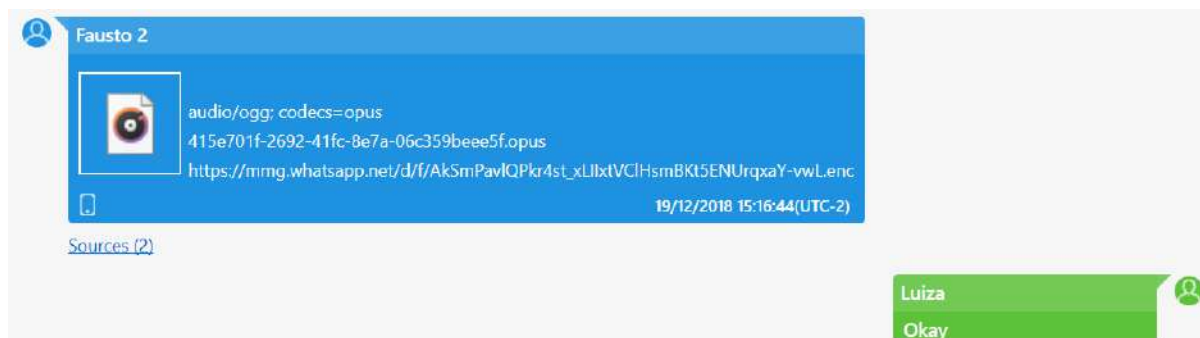 Fausto 2
audio/ogg; codecs=opus
415e701f-2692-41fc-8e7a-06c359beee5f.opus
https://mmg.whatsapp.net/d/f/AkSmPavlQPkr4st_xLIIxtVClHsmBKt5ENUrqxaY-vwL.enc
19/12/2018 15:16:44(UTC-2)
Sources (2)
Luiza
Okay